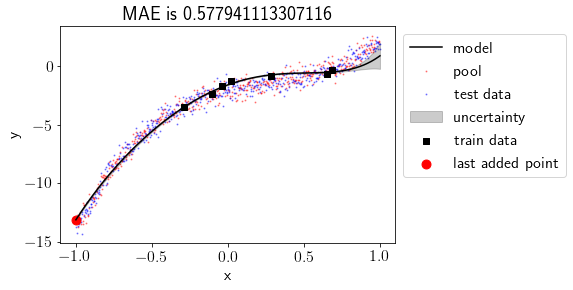 MAE is 0.577941113307116
y
0
−5
−10
−15
−1.0
−0.5
0.0
0.5
1.0
x
model
pool
test data
uncertainty
train data
last added point